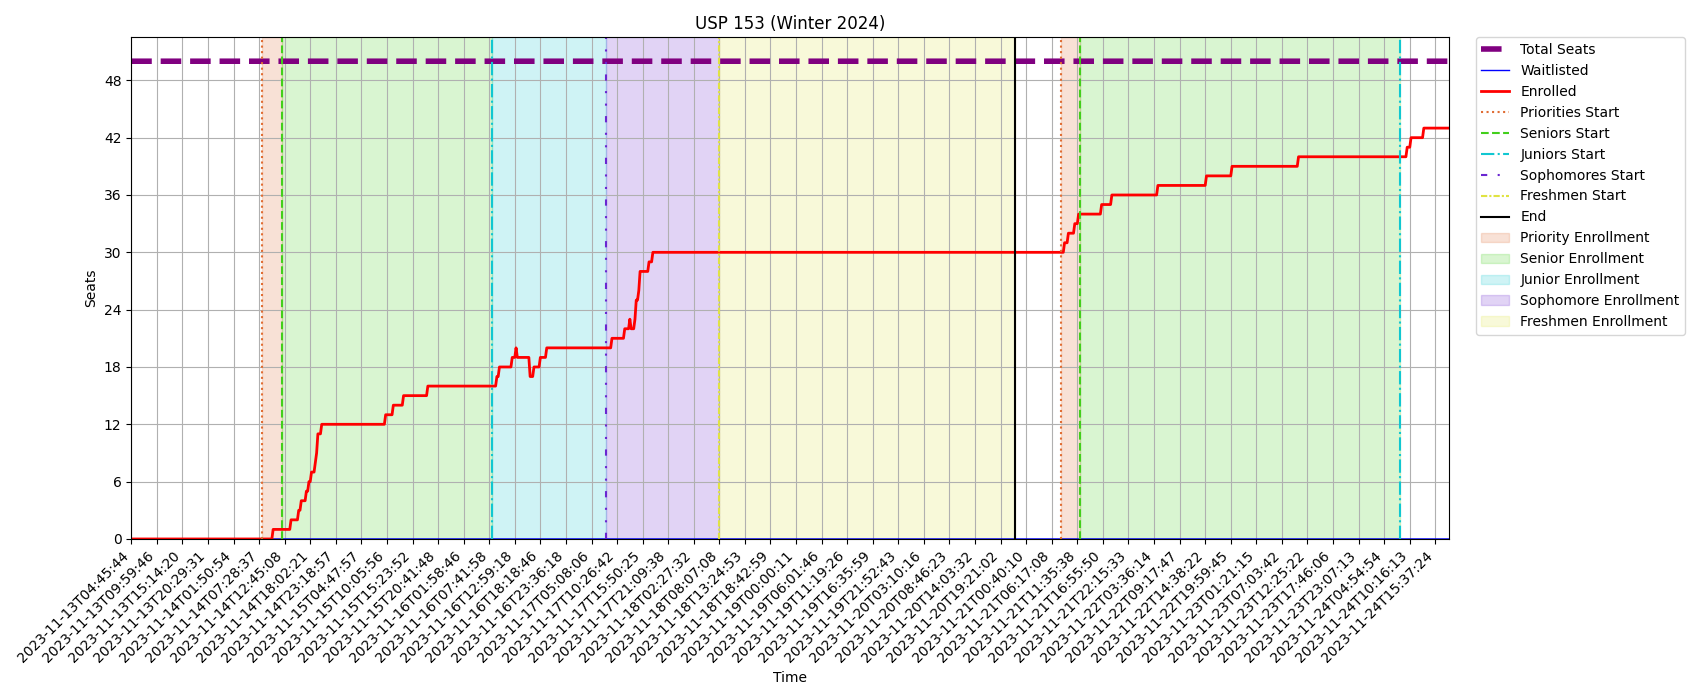 USP 153 (Winter 2024)
Total Seats
Waitlisted
Enrolled
Priorities Start
Seniors Start
Juniors Start
Sophomores Start
Freshmen Start
End
Priority Enrollment
Senior Enrollment
Junior Enrollment
Sophomore Enrollment
Freshmen Enrollment
Seats
48
42
36
30
24
18
12
6
0
2023-11-13T04:45:44
2023-11-13T09:59:46
2023-11-13T15:14:20
2023-11-13T20:29:31
2023-11-14T01:50:54
2023-11-14T07:28:37
2023-11-14T12:45:08
2023-11-14T18:02:21
2023-11-14T23:18:57
2023-11-15T04:47:57
2023-11-15T10:05:56
2023-11-15T15:23:52
2023-11-15T20:41:48
2023-11-16T01:58:46
2023-11-16T07:41:58
2023-11-16T12:59:18
2023-11-16T18:18:46
2023-11-16T23:36:18
2023-11-17T05:08:06
2023-11-17T10:26:42
2023-11-17T15:50:25
2023-11-17T21:09:38
2023-11-18T02:27:32
2023-11-18T08:07:08
2023-11-18T13:24:53
2023-11-18T18:42:59
2023-11-19T00:00:11
2023-11-19T06:01:46
2023-11-19T11:19:26
2023-11-19T16:35:59
2023-11-19T21:52:43
2023-11-20T03:10:16
2023-11-20T08:46:23
2023-11-20T14:03:32
2023-11-20T19:21:02
2023-11-21T00:40:10
2023-11-21T06:17:08
2023-11-21T11:35:38
2023-11-21T16:55:50
2023-11-21T22:15:33
2023-11-22T03:36:14
2023-11-22T09:17:47
2023-11-22T14:38:22
2023-11-22T19:59:45
2023-11-23T01:21:15
2023-11-23T07:03:42
2023-11-23T12:25:22
2023-11-23T17:46:06
2023-11-23T23:07:13
2023-11-24T04:54:54
2023-11-24T10:16:13
2023-11-24T15:37:24
Time